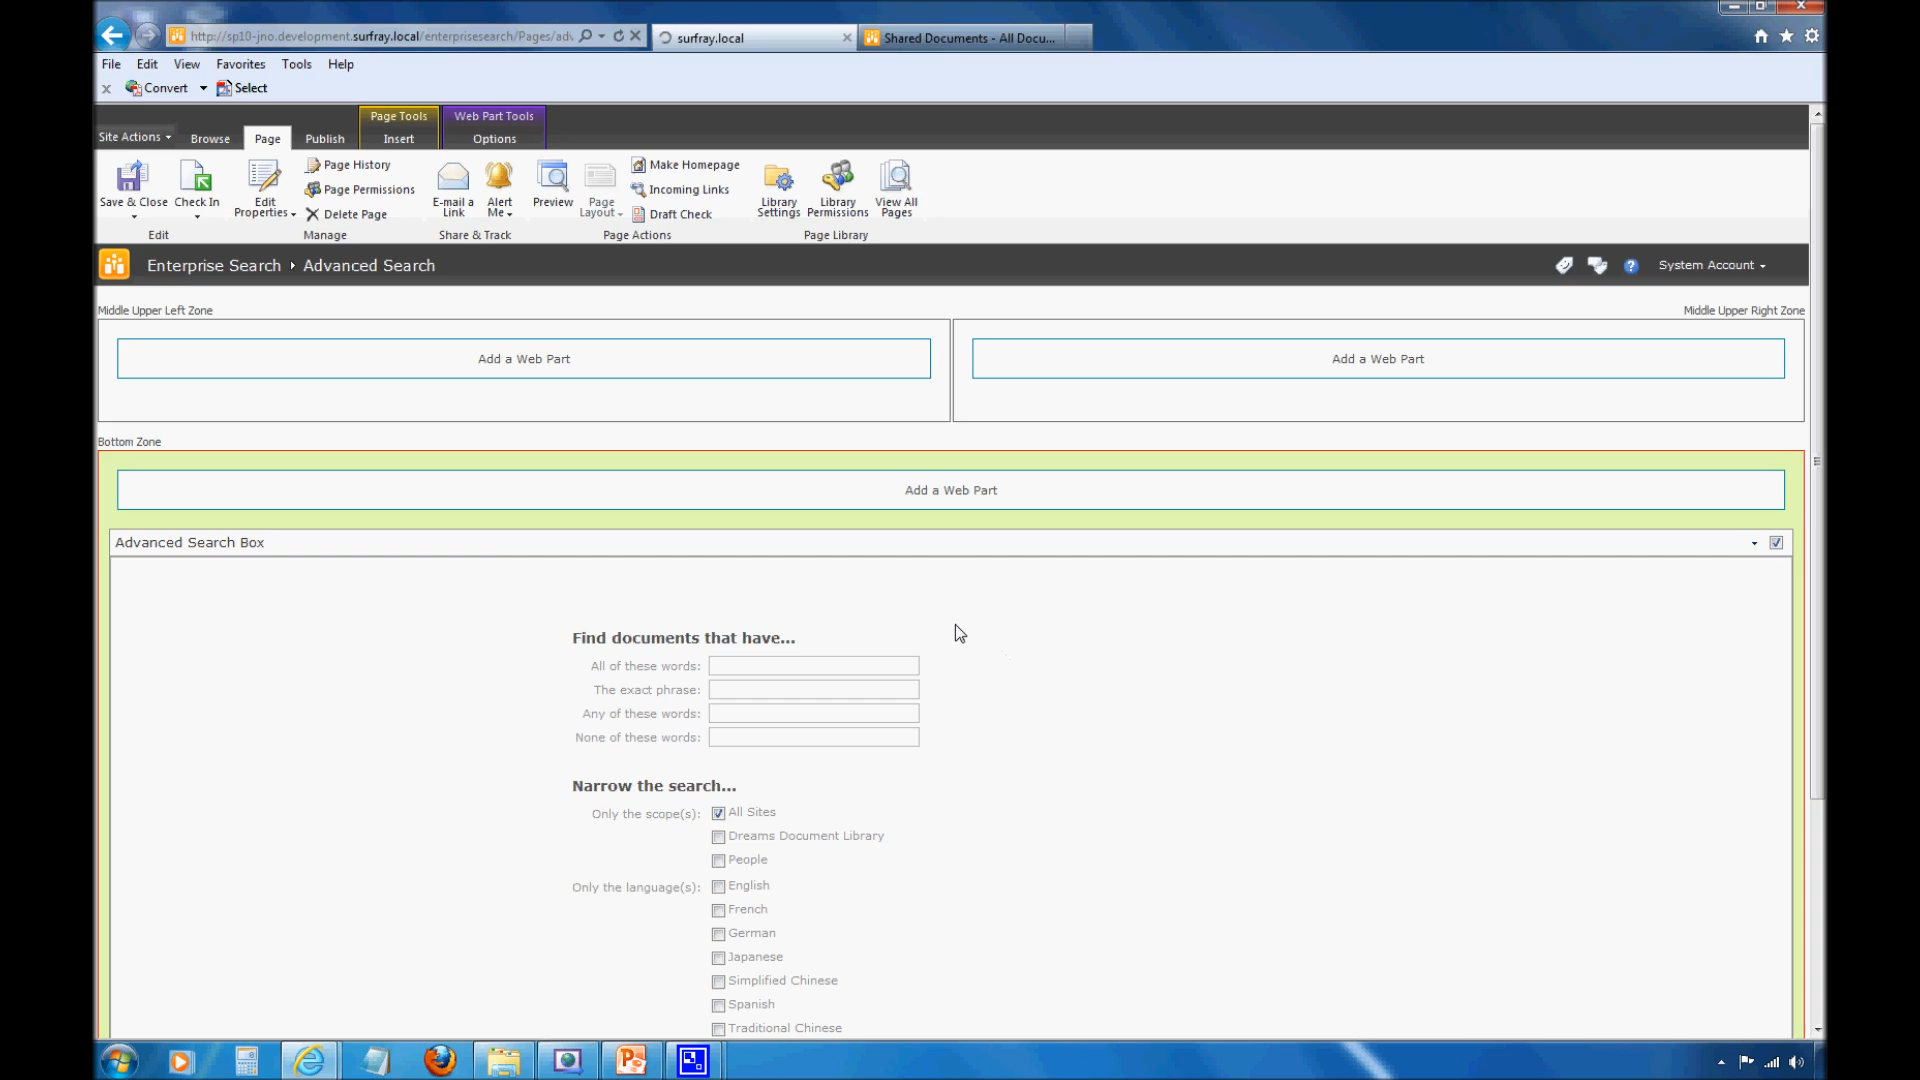 http://sp10-jno.development.surfray.local/enterprisesearch/Pages/adv
surfray.local
Shared Documents - All Docu...
File Edit View Favorites Tools Help
x Convert Select
Page Tools Web Part Tools
Site Actions Browse Page Publish Insert Options
Save & Close
Check In
Edit Properties
Page History
Page Permissions
Delete Page
E-mail a Link
Alert Me
Preview
Page Layout
Make Homepage
Incoming Links
Draft Check
Library Settings
Library Permissions
View All Pages
Edit Manage Share & Track Page Actions Page Library
Enterprise Search Advanced Search
System Account
Middle Upper Left Zone
Middle Upper Right Zone
Add a Web Part
Add a Web Part
Bottom Zone
Add a Web Part
Advanced Search Box
Find documents that have...
All of these words:
The exact phrase:
Any of these words:
None of these words:
Narrow the search...
Only the scope(s): All Sites
Dreams Document Library
People
Only the language(s): English
French
German
Japanese
Simplified Chinese
Spanish
Traditional Chinese